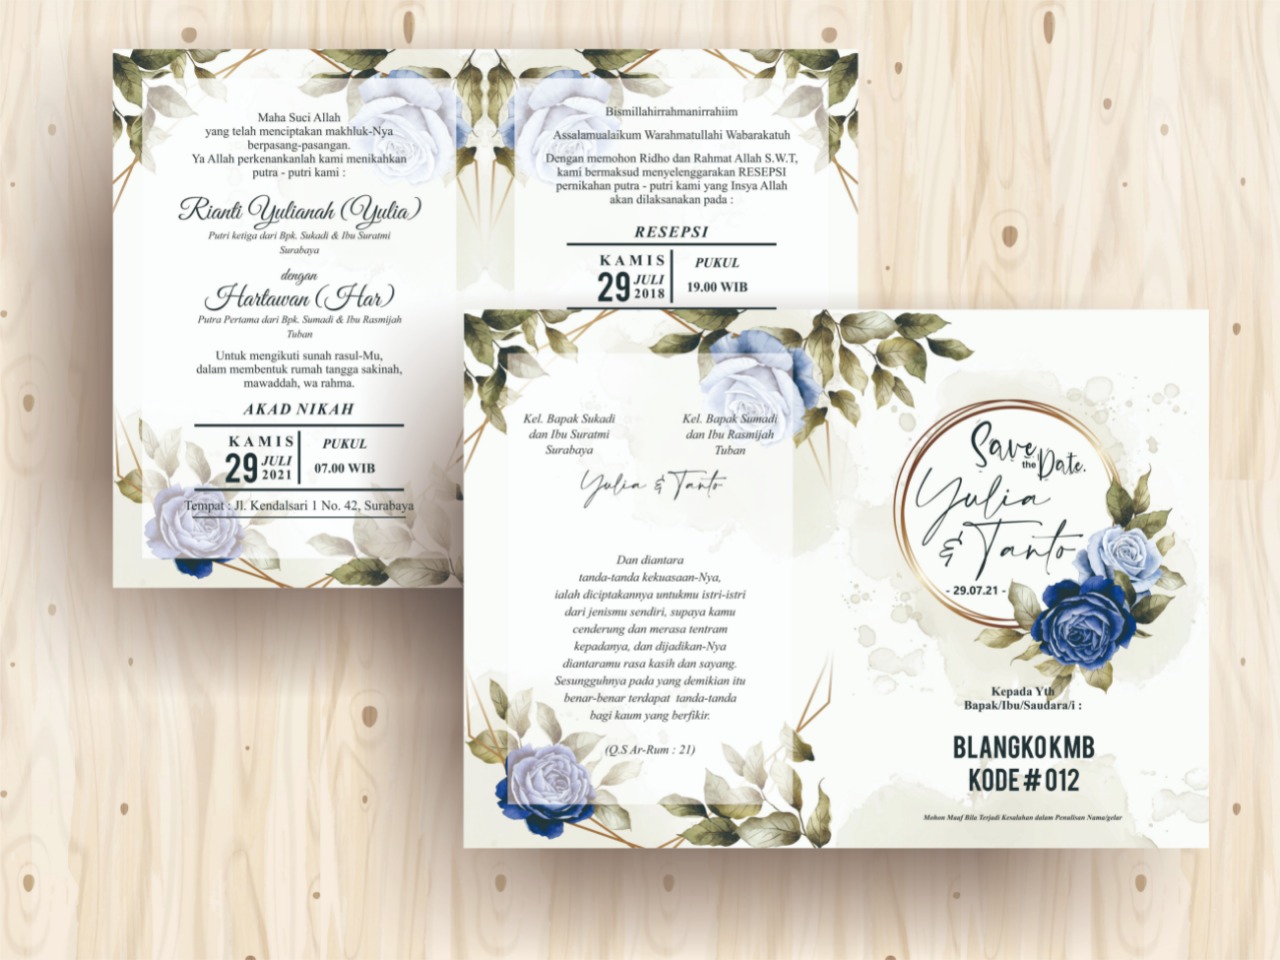 Maha Suci Allah
yang telah menciptakan makhluk-Nya
berpasang-pasangan.
Ya Allah perkenankanlah kami menikahkan
putra - putri kami :
Rianti Yulianah (Yulia)
Putri ketiga dari Bpk. Sukadi & Ibu Suratmi
Surabaya
dengan
Hartawan (Har)
Putra Pertama dari Bpk. Sumadi & Ibu Rasmijah
Tuban
Untuk mengikuti sunah rasul-Mu,
dalam membentuk rumah tangga sakinah,
mawaddah, wa rahma.
AKAD NIKAH
KAMIS
29 JULI
2021
PUKUL
07.00 WIB
Tempat : Jl. Kendalsari 1 No. 42, Surabaya
Bismillahirrahmanirrahiim
Assalamualaikum Warahmatullahi Wabarakatuh
Dengan memohon Ridho dan Rahmat Allah S.W.T,
kami bermaksud menyelenggarakan RESEPSI
pernikahan putra - putri kami yang Insya Allah
akan dilaksanakan pada :
RESEPSI
KAMIS
29 JULI
2018
PUKUL
19.00 WIB
Kel. Bapak Sukadi
dan Ibu Suratmi
Surabaya
Kel. Bapak Sumadi
dan Ibu Rasmijah
Tuban
Yulia & Tanto
Dan diantara
tanda-tanda kekuasaan-Nya,
ialah diciptakannya untukmu istri-istri
dari jenismu sendiri, supaya kamu
cenderung dan merasa tentram
kepadanya, dan dijadikan-Nya
diantaramu rasa kasih dan sayang.
Sesungguhnya pada yang demikian itu
benar-benar terdapat tanda-tanda
bagi kaum yang berfikir.
(Q.S Ar-Rum : 21)
Save
the Date.
Yulia
& Tanto
- 29.07.21 -
Kepada Yth
Bapak/Ibu/Saudara/i :
BLANGKO KMB
KODE # 012
Mohon Maaf Bila Terjadi Kesalahan dalam Penulisan Nama/gelar